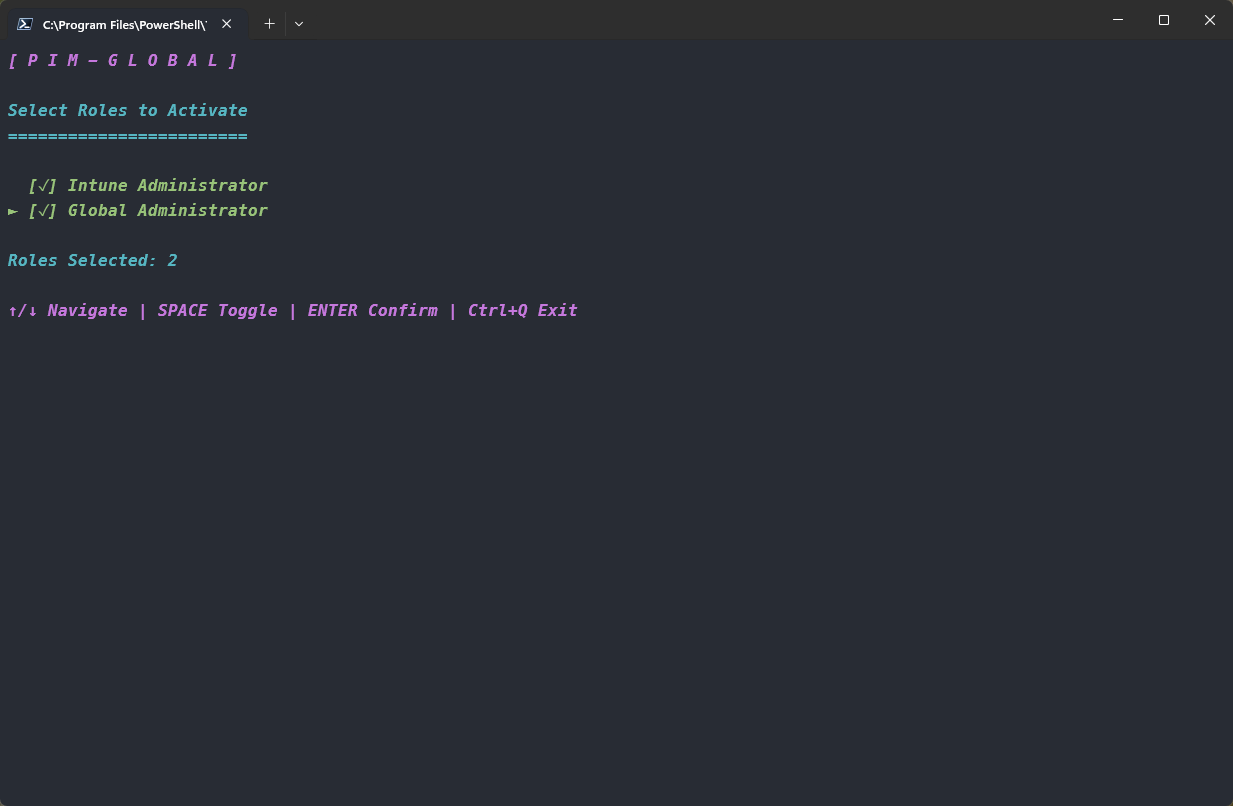 C:\Program Files\PowerShell\
[ P I M – G L O B A L ]
Select Roles to Activate
========================
[√] Intune Administrator
► [√] Global Administrator
Roles Selected: 2
↑/↓ Navigate | SPACE Toggle | ENTER Confirm | Ctrl+Q Exit